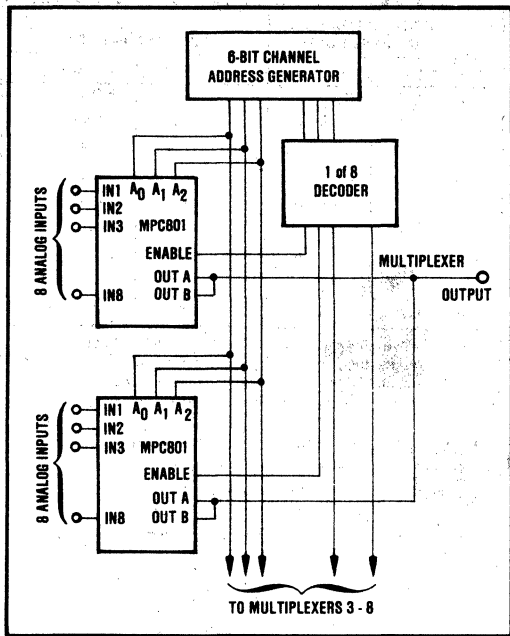 6-BIT CHANNEL
ADDRESS GENERATOR
1 of 8
DECODER
8 ANALOG INPUTS
IN1 A0 A1 A2
IN2
IN3 MPC801
ENABLE
OUT A
OUT B
IN8
MULTIPLEXER
OUTPUT
8 ANALOG INPUTS
IN1 A0 A1 A2
IN2
IN3 MPC801
ENABLE
OUT A
OUT B
IN8
TO MULTIPLEXERS 3 - 8